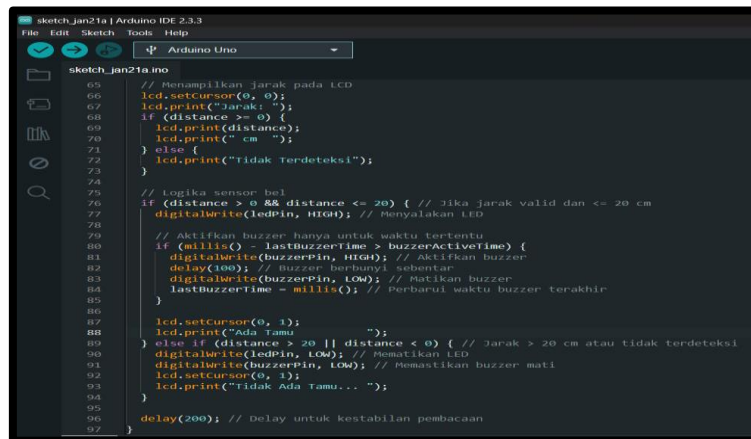 sketch_jan21a | Arduino IDE 2.3.3
File Edit Sketch Tools Help
Arduino Uno
sketch_jan21a.ino
65 // Menampilkan jarak pada LCD
66 lcd.setCursor(0, 0);
67 lcd.print("Jarak: ");
68 if (distance >= 0) {
69 lcd.print(distance);
70 lcd.print(" cm  ");
71 } else {
72 lcd.print("Tidak Terdeteksi");
73 }
74
75 // Logika sensor bel
76 if (distance > 0 && distance <= 20) { // Jika jarak valid dan <= 20 cm
77 digitalWrite(ledPin, HIGH); // Menyalakan LED
78
79 // Aktifkan buzzer hanya untuk waktu tertentu
80 if (millis() - lastBuzzerTime > buzzerActiveTime) {
81 digitalWrite(buzzerPin, HIGH); // Aktifkan buzzer
82 delay(100); // Buzzer berbunyi sebentar
83 digitalWrite(buzzerPin, LOW); // Matikan buzzer
84 lastBuzzerTime = millis(); // Perbarui waktu buzzer terakhir
85 }
86
87 lcd.setCursor(0, 1);
88 lcd.print("Ada Tamu            ");
89 } else if (distance > 20 || distance < 0) { // Jarak > 20 cm atau tidak terdeteksi
90 digitalWrite(ledPin, LOW); // Mematikan LED
91 digitalWrite(buzzerPin, LOW); // Memastikan buzzer mati
92 lcd.setCursor(0, 1);
93 lcd.print("Tidak Ada Tamu... ");
94 }
95
96 delay(200); // Delay untuk kestabilan pembacaan
97 }